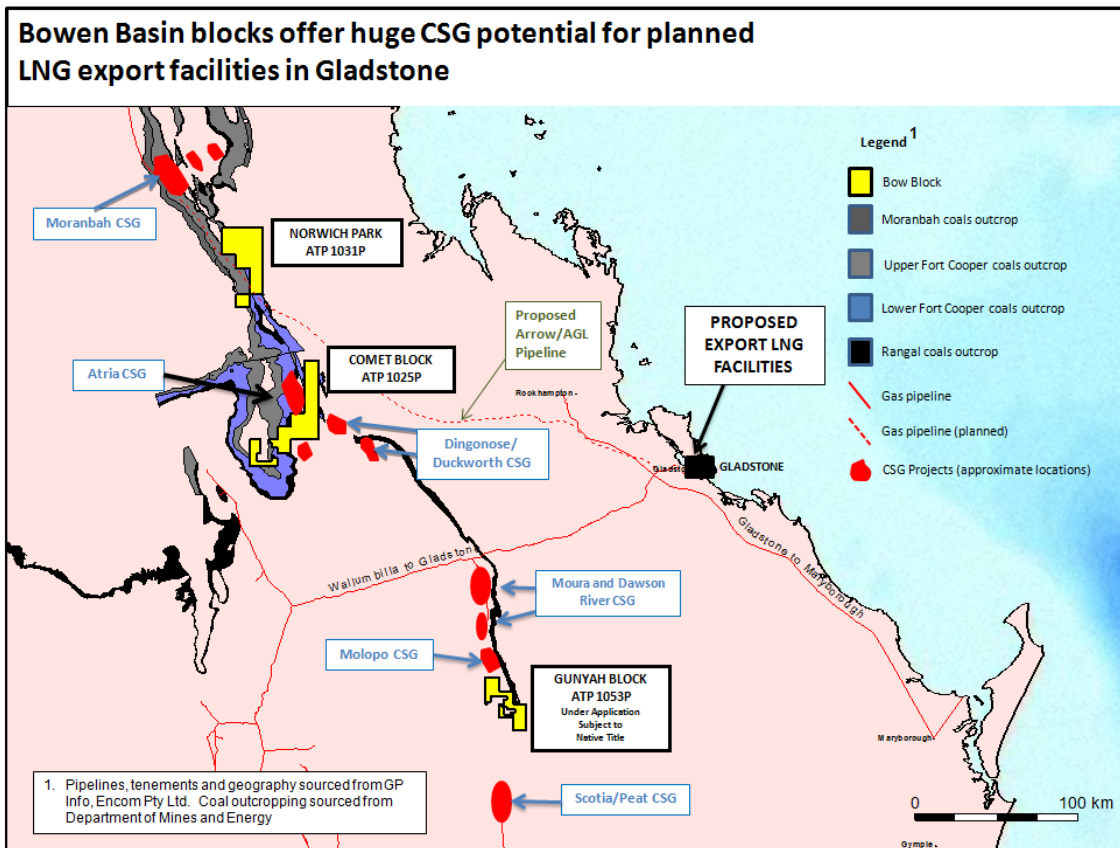 Bowen Basin blocks offer huge CSG potential for planned
LNG export facilities in Gladstone
Legend 1
Bow Block
Moranbah coals outcrop
Upper Fort Cooper coals outcrop
Lower Fort Cooper coals outcrop
Rangal coals outcrop
Gas pipeline
Gas pipeline (planned)
CSG Projects (approximate locations)
Moranbah CSG
NORWICH PARK
ATP 1031P
Proposed
Arrow/AGL
Pipeline
PROPOSED
EXPORT LNG
FACILITIES
COMET BLOCK
ATP 1025P
Atria CSG
Rookhampton
Dingonose/
Duckworth CSG
GLADSTONE
Wallumbilla to Gladstone
Gladstone to Maryborough
Moura and Dawson
River CSG
Molopo CSG
GUNYAH BLOCK
ATP 1053P
Under Application
Subject to
Native Title
Maryborough
1. Pipelines, tenements and geography sourced from GP
Info, Encom Pty Ltd. Coal outcropping sourced from
Department of Mines and Energy
Scotia/Peat CSG
0 100 km
Gympie